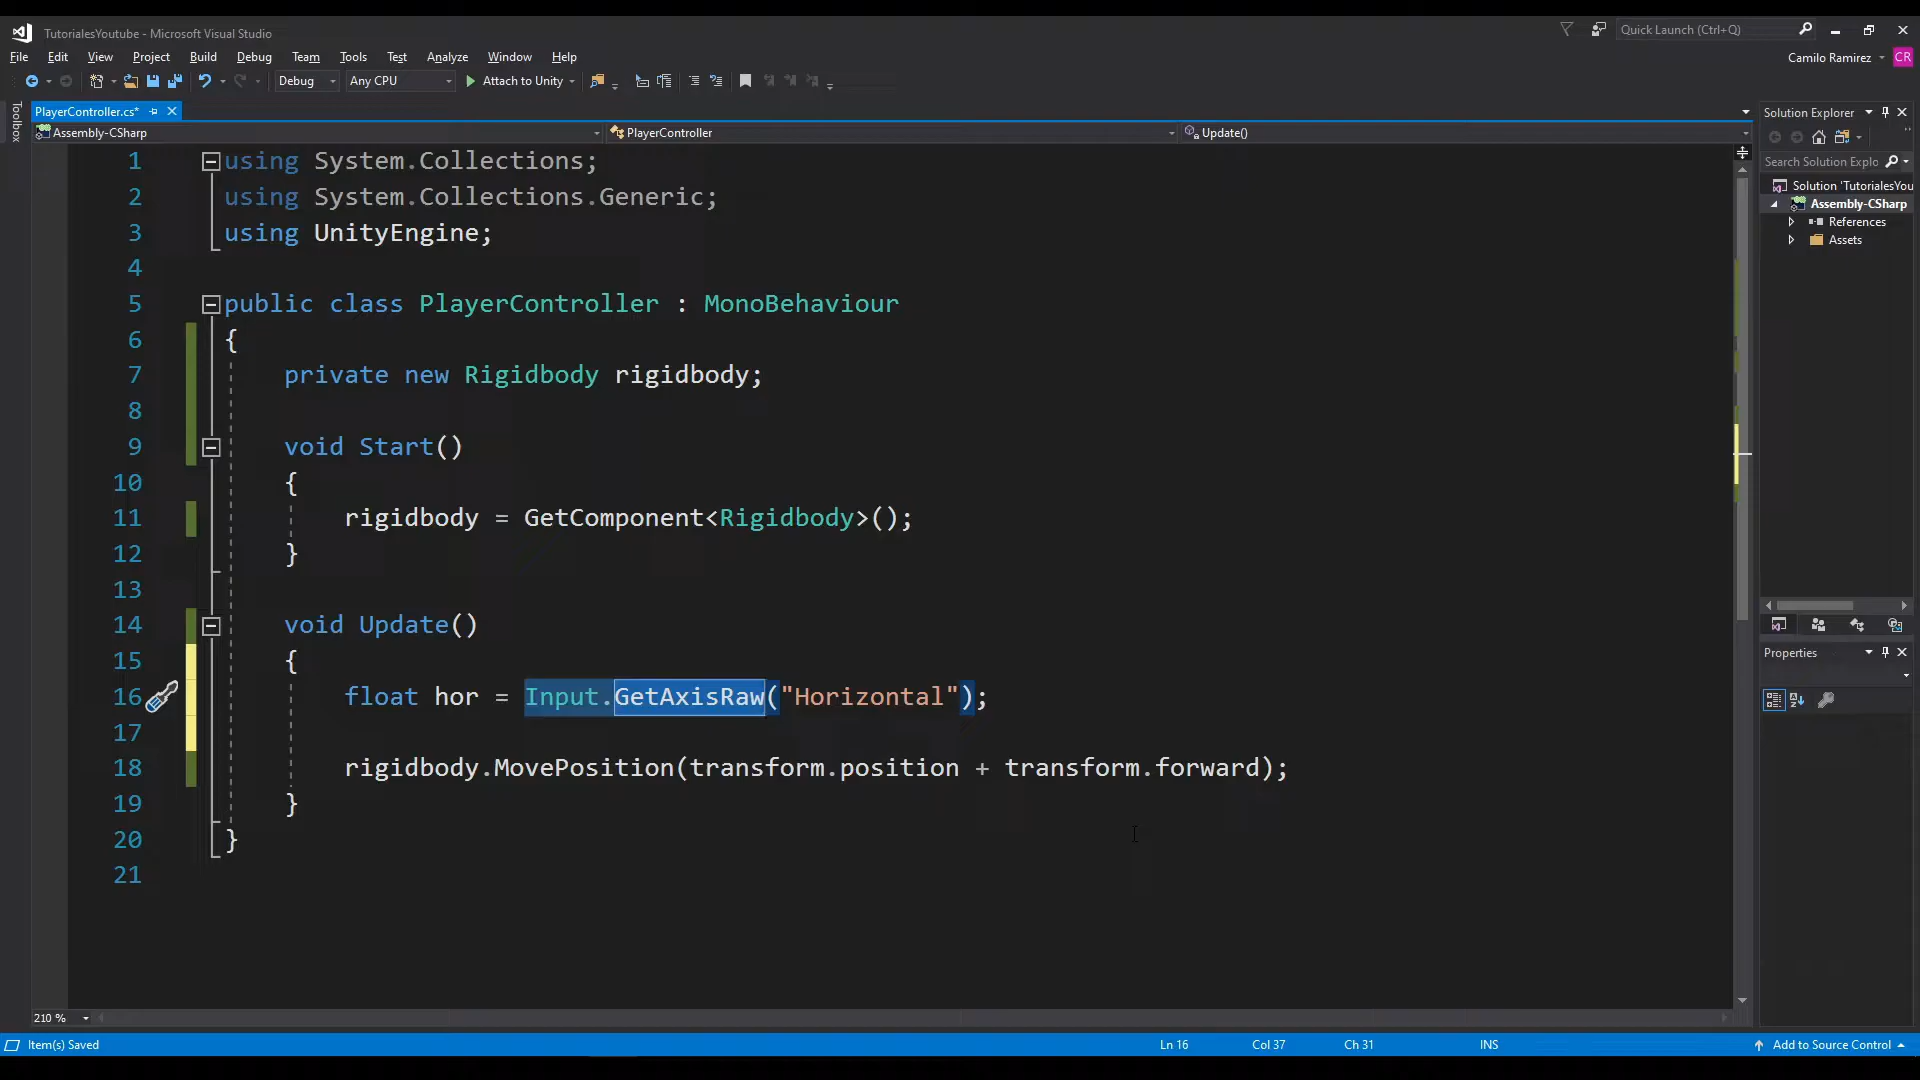 TutorialesYoutube - Microsoft Visual Studio
Quick Launch (Ctrl+Q)
File Edit View Project Build Debug Team Tools Test Analyze Window Help
Camilo Ramirez CR
Debug Any CPU Attach to Unity
Toolbox
PlayerController.cs*
Assembly-CSharp PlayerController Update()
1 using System.Collections;
2 using System.Collections.Generic;
3 using UnityEngine;
4
5 public class PlayerController : MonoBehaviour
6 {
7 private new Rigidbody rigidbody;
8
9 void Start()
10 {
11 rigidbody = GetComponent<Rigidbody>();
12 }
13
14 void Update()
15 {
16 float hor = Input.GetAxisRaw("Horizontal");
17
18 rigidbody.MovePosition(transform.position + transform.forward);
19 }
20 }
21
Solution Explorer
Search Solution Explo
Solution 'TutorialesYou
Assembly-CSharp
References
Assets
Properties
210 %
Item(s) Saved Ln 16 Col 37 Ch 31 INS Add to Source Control